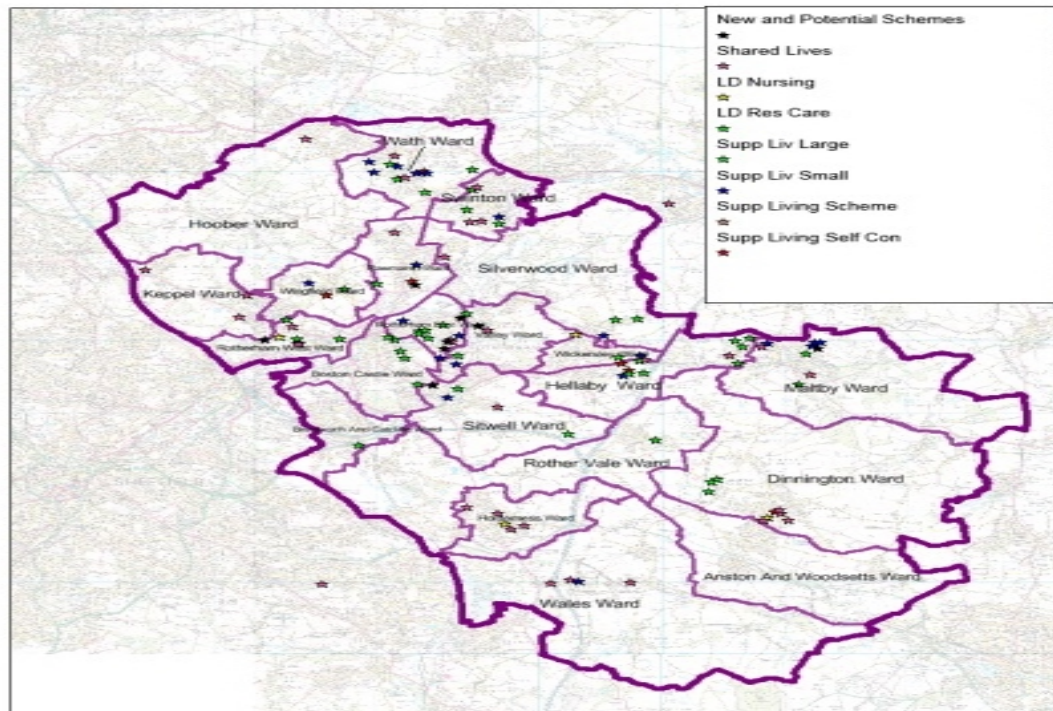 New and Potential Schemes
Shared Lives
LD Nursing
LD Res Care
Supp Liv Large
Supp Liv Small
Supp Living Scheme
Supp Living Self Con
Wath Ward
Swinton Ward
Hoober Ward
Silverwood Ward
Keppel Ward
Wingfield Ward
Valley Ward
Rotherham West Ward
Boston Castle Ward
Hellaby Ward
Maltby Ward
Sitwell Ward
Rother Vale Ward
Dinnington Ward
Holderness Ward
Anston And Woodsetts Ward
Wales Ward